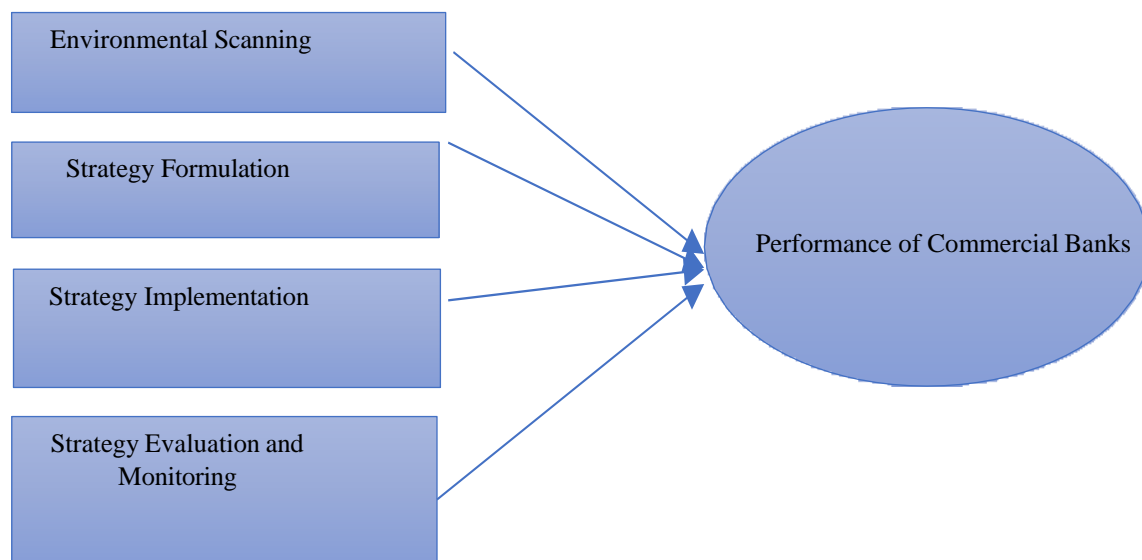 Environmental Scanning
Strategy Formulation
Strategy Implementation
Strategy Evaluation and
Monitoring
Performance of Commercial Banks